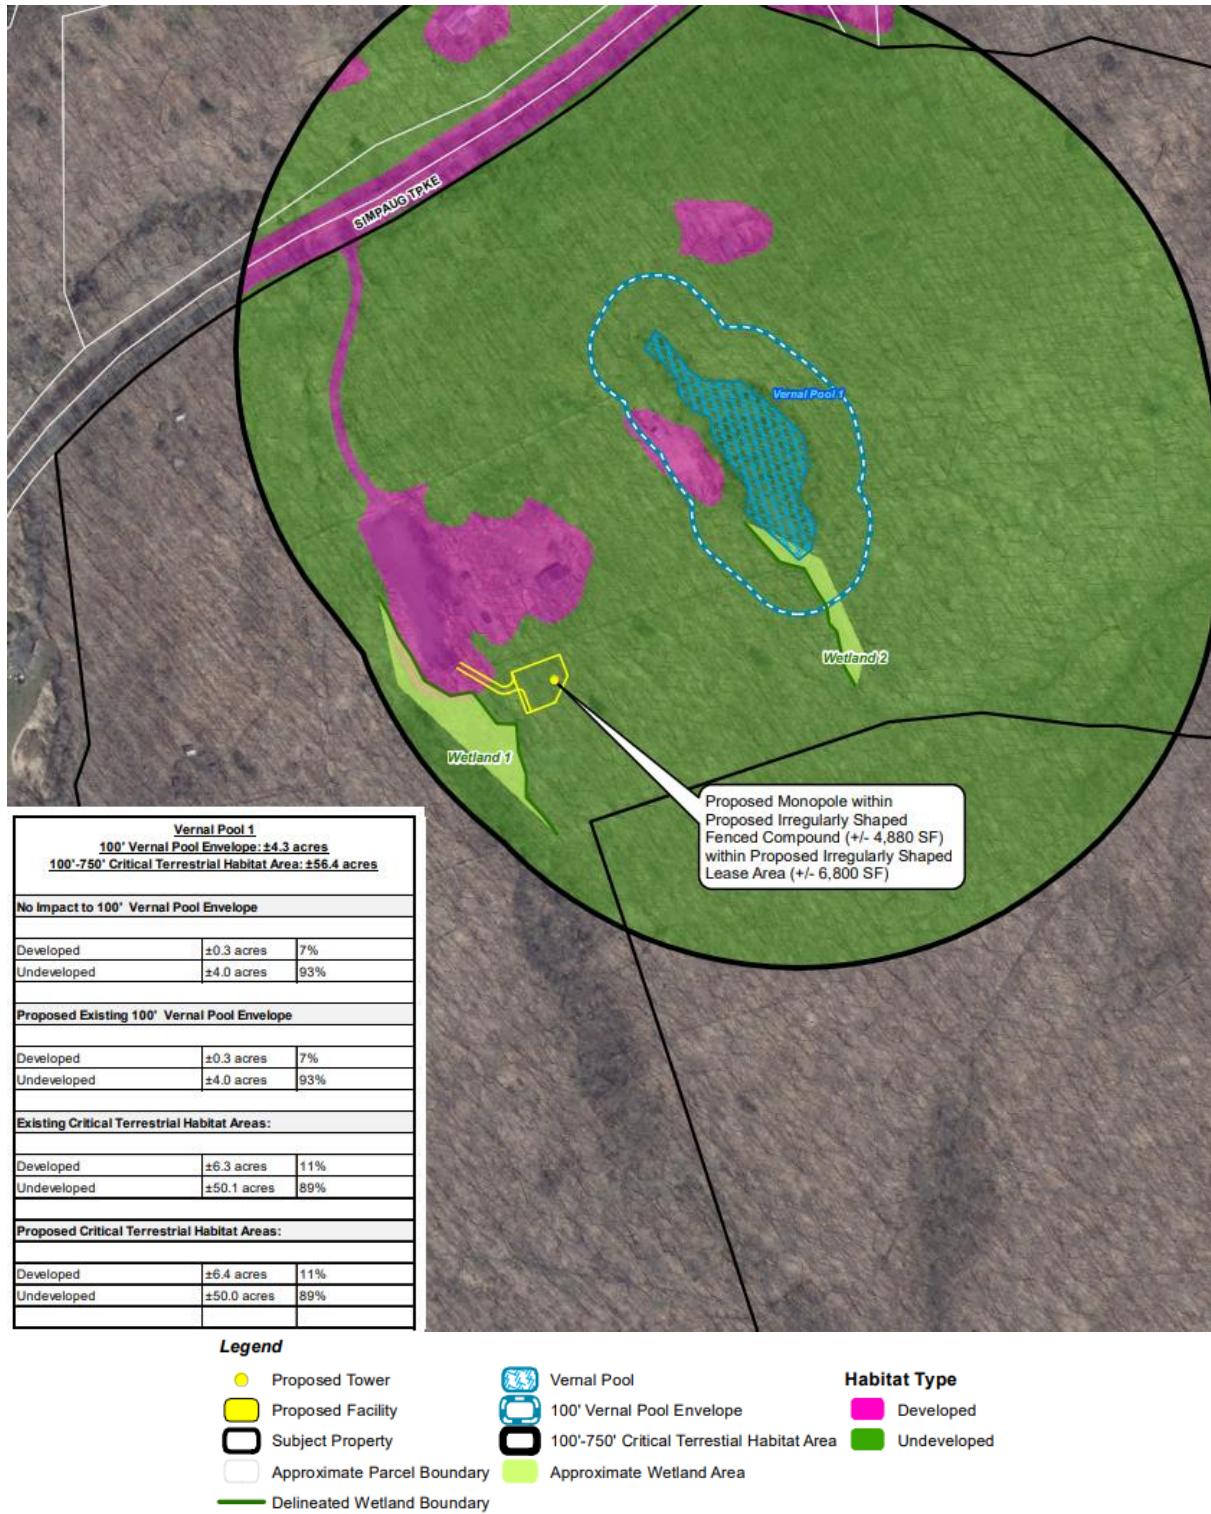 SIMPAUG TPKE
Vernal Pool 1
Wetland 2
Wetland 1
Proposed Monopole within
Proposed Irregularly Shaped
Fenced Compound (+/- 4,880 SF)
within Proposed Irregularly Shaped
Lease Area (+/- 6,800 SF)
Vernal Pool 1
100' Vernal Pool Envelope: ±4.3 acres
100'-750' Critical Terrestrial Habitat Area: ±56.4 acres
No Impact to 100' Vernal Pool Envelope
Developed ±0.3 acres 7%
Undeveloped ±4.0 acres 93%
Proposed Existing 100' Vernal Pool Envelope
Developed ±0.3 acres 7%
Undeveloped ±4.0 acres 93%
Existing Critical Terrestrial Habitat Areas:
Developed ±6.3 acres 11%
Undeveloped ±50.1 acres 89%
Proposed Critical Terrestrial Habitat Areas:
Developed ±6.4 acres 11%
Undeveloped ±50.0 acres 89%
Legend
Proposed Tower
Proposed Facility
Subject Property
Approximate Parcel Boundary
Delineated Wetland Boundary
Vernal Pool
100' Vernal Pool Envelope
100'-750' Critical Terrestial Habitat Area
Approximate Wetland Area
Habitat Type
Developed
Undeveloped